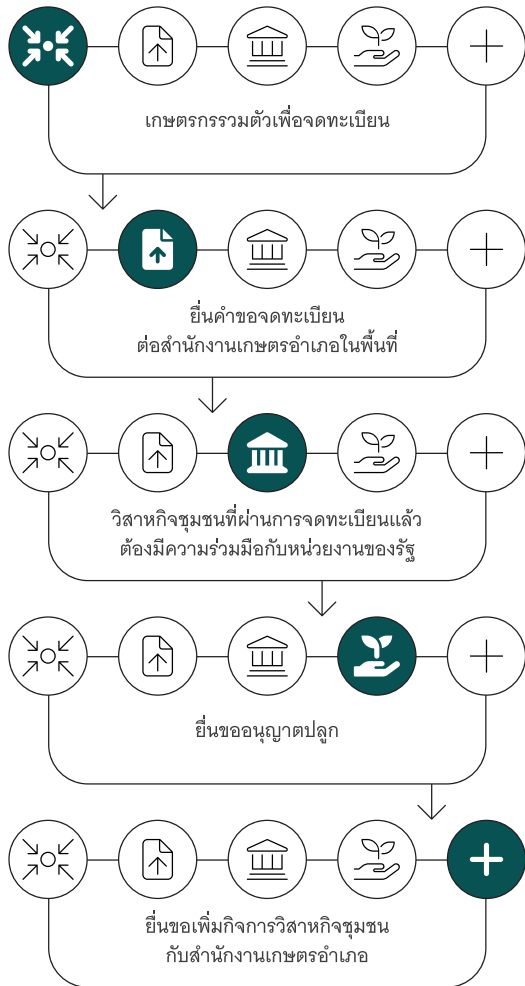 เกษตรกรรวมตัวเพื่อจดทะเบียน
ยื่นคำขอจดทะเบียน
ต่อสำนักงานเกษตรอำเภอในพื้นที่
วิสาหกิจชุมชนที่ผ่านการจดทะเบียนแล้ว
ต้องมีความร่วมมือกับหน่วยงานของรัฐ
ยื่นขออนุญาตปลูก
ยื่นขอเพิ่มกิจการวิสาหกิจชุมชน
กับสำนักงานเกษตรอำเภอ